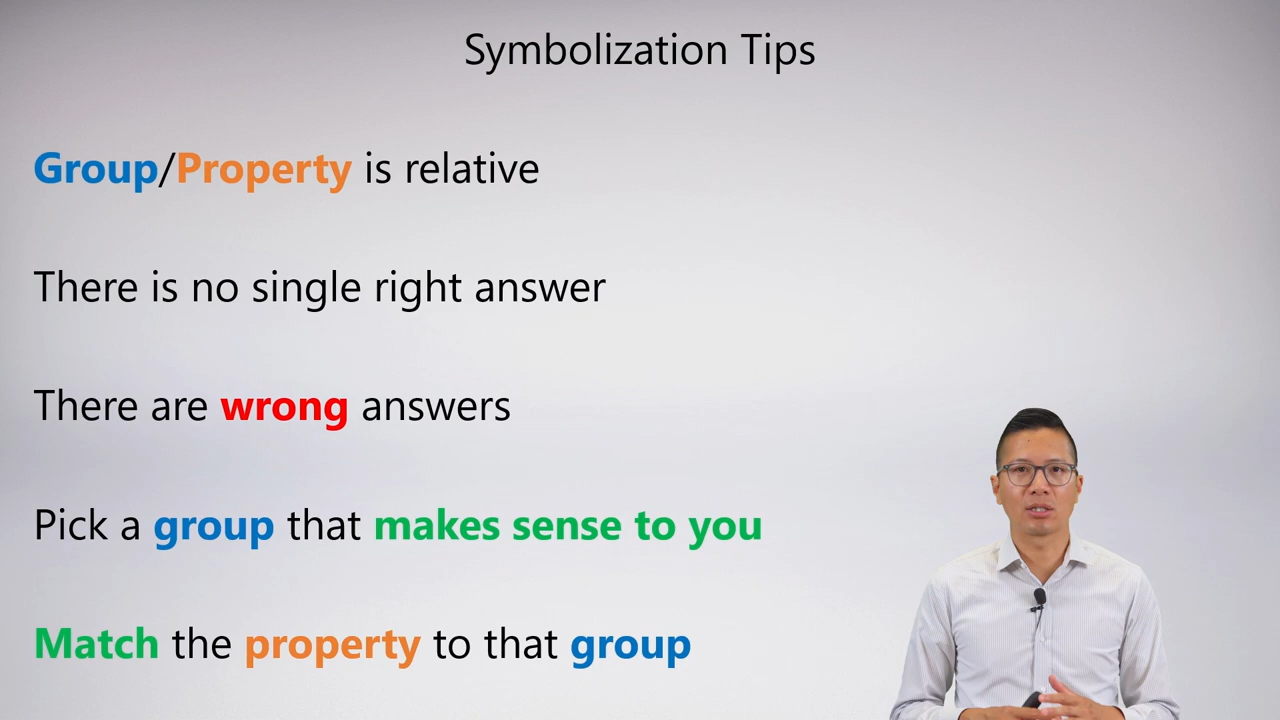 Symbolization Tips
Group/Property is relative
There is no single right answer
There are wrong answers
Pick a group that makes sense to you
Match the property to that group